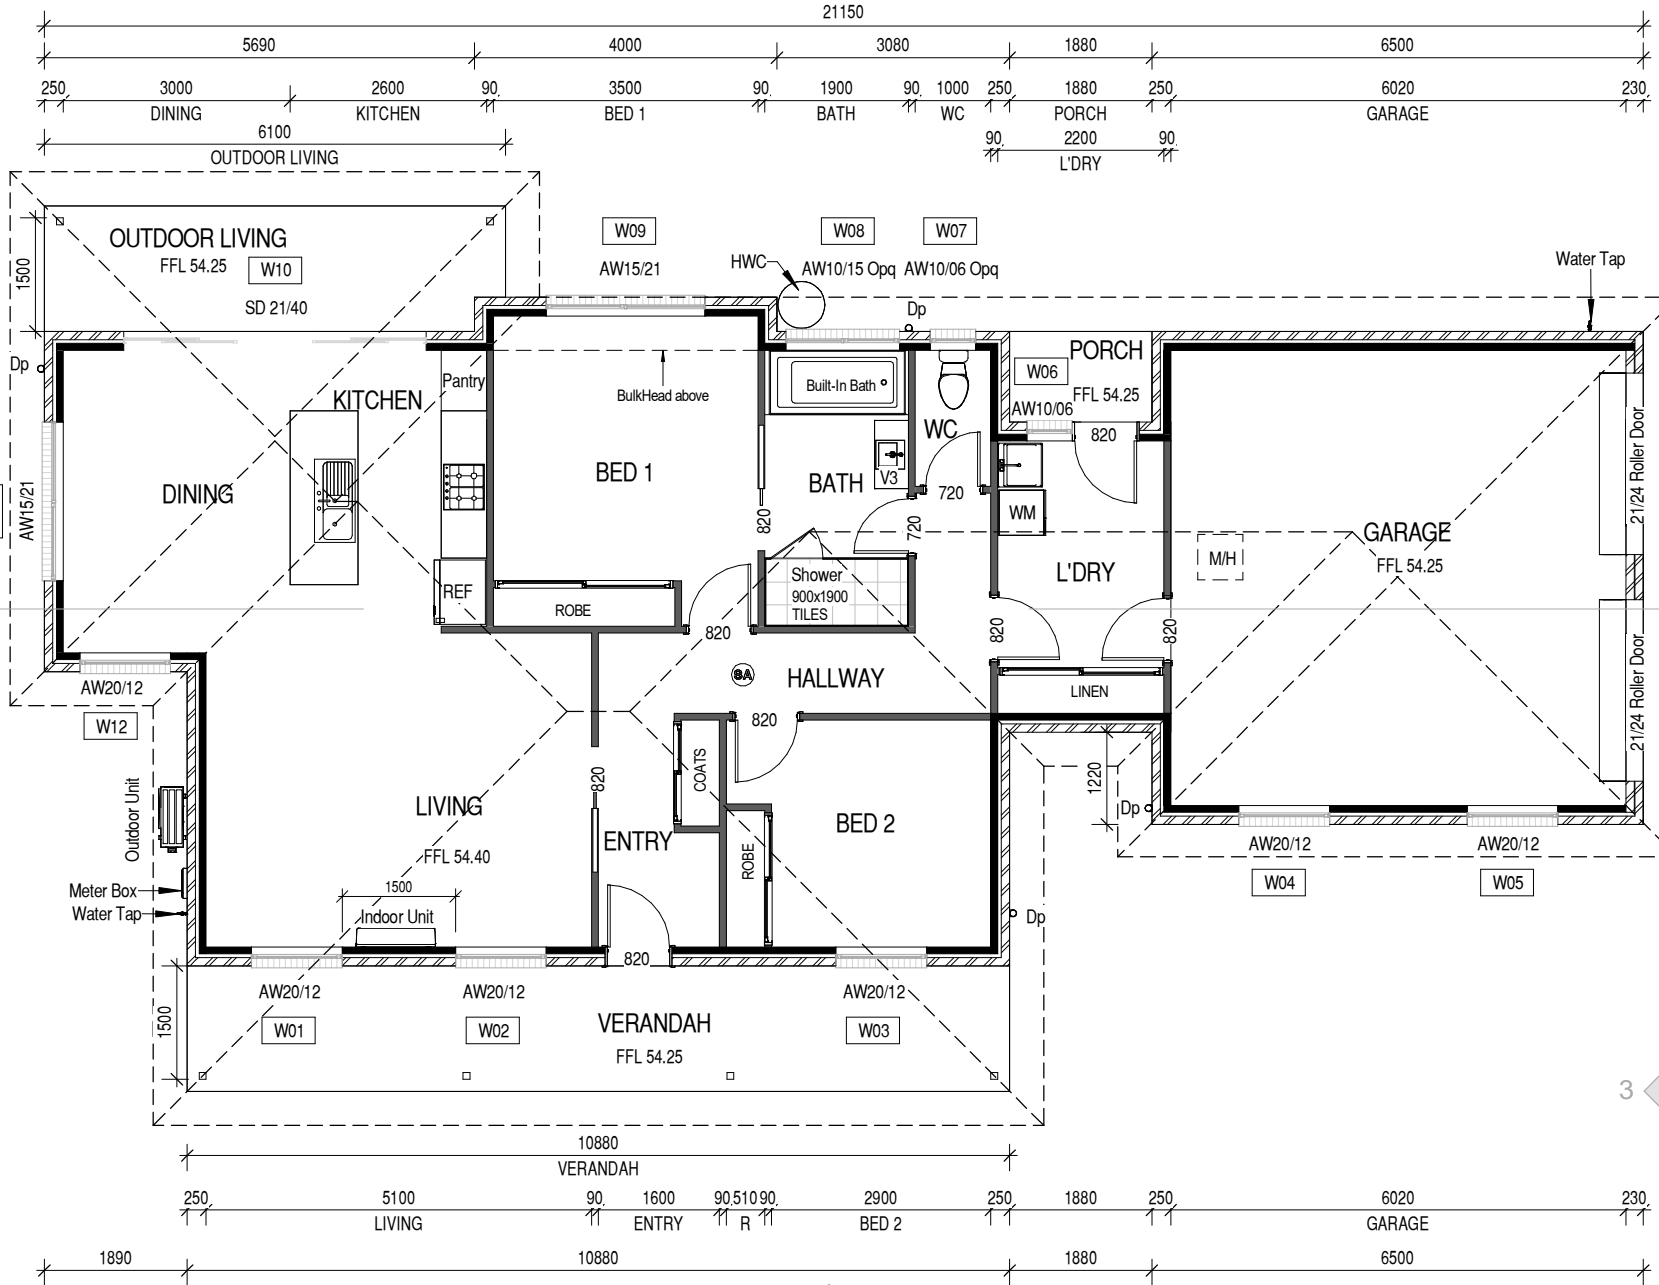 21150
5690 4000 3080 1880 6500
250 3000 2600 90 3500 90 1900 90 1000 250 1880 250 6020 230
DINING KITCHEN BED 1 BATH WC PORCH GARAGE
6100 90 2200 90
OUTDOOR LIVING L'DRY
OUTDOOR LIVING
FFL 54.25
W10
SD 21/40
1500
W09
AW15/21
HWC
W08
AW10/15 Opq
W07
AW10/06 Opq
Dp
Water Tap
Dp
Pantry
KITCHEN
BulkHead above
Built-In Bath
WC
V3
W06
AW10/06
PORCH
FFL 54.25
820
21/24 Roller Door
AW15/21
DINING
BED 1
BATH
820
720
720
WM
GARAGE
FFL 54.25
M/H
L'DRY
REF
ROBE
Shower
900x1900
TILES
820
820
820
SA
HALLWAY
LINEN
21/24 Roller Door
AW20/12
W12
820
COATS
820
1220
Dp
Outdoor Unit
LIVING
FFL 54.40
ENTRY
BED 2
ROBE
AW20/12
W04
AW20/12
W05
Meter Box
Water Tap
1500
Indoor Unit
Dp
820
1500
AW20/12
W01
AW20/12
W02
VERANDAH
FFL 54.25
AW20/12
W03
3
10880
VERANDAH
250 5100 90 1600 90 510 90 2900 250 1880 250 6020 230
LIVING ENTRY R BED 2 GARAGE
1890 10880 1880 6500